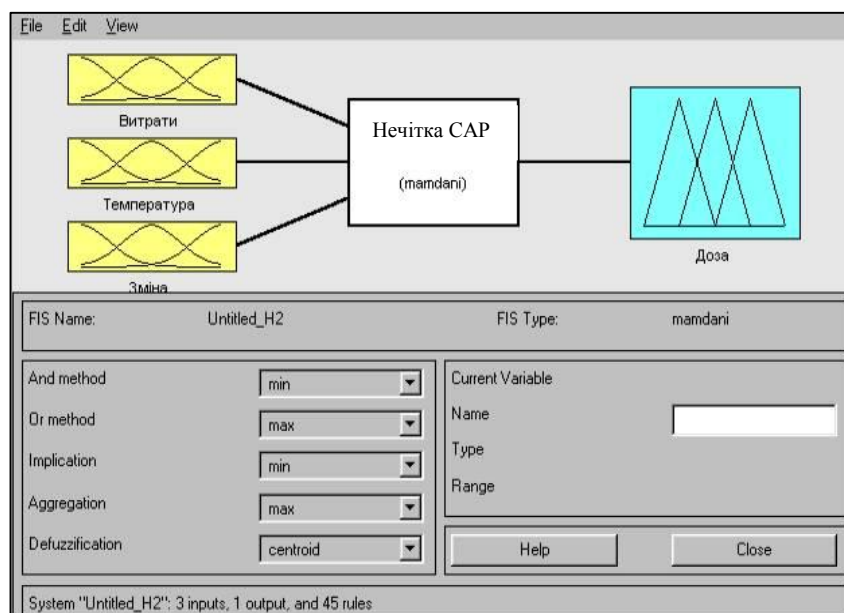 File Edit View
Витрати
Нечітка САР
(mamdani)
Температура
Зміна
Доза
FIS Name: Untitled_H2 FIS Type: mamdani
And method min
Or method max
Implication min
Aggregation max
Defuzzification centroid
Current Variable
Name
Type
Range
Help Close
System "Untitled_H2": 3 inputs, 1 output, and 45 rules